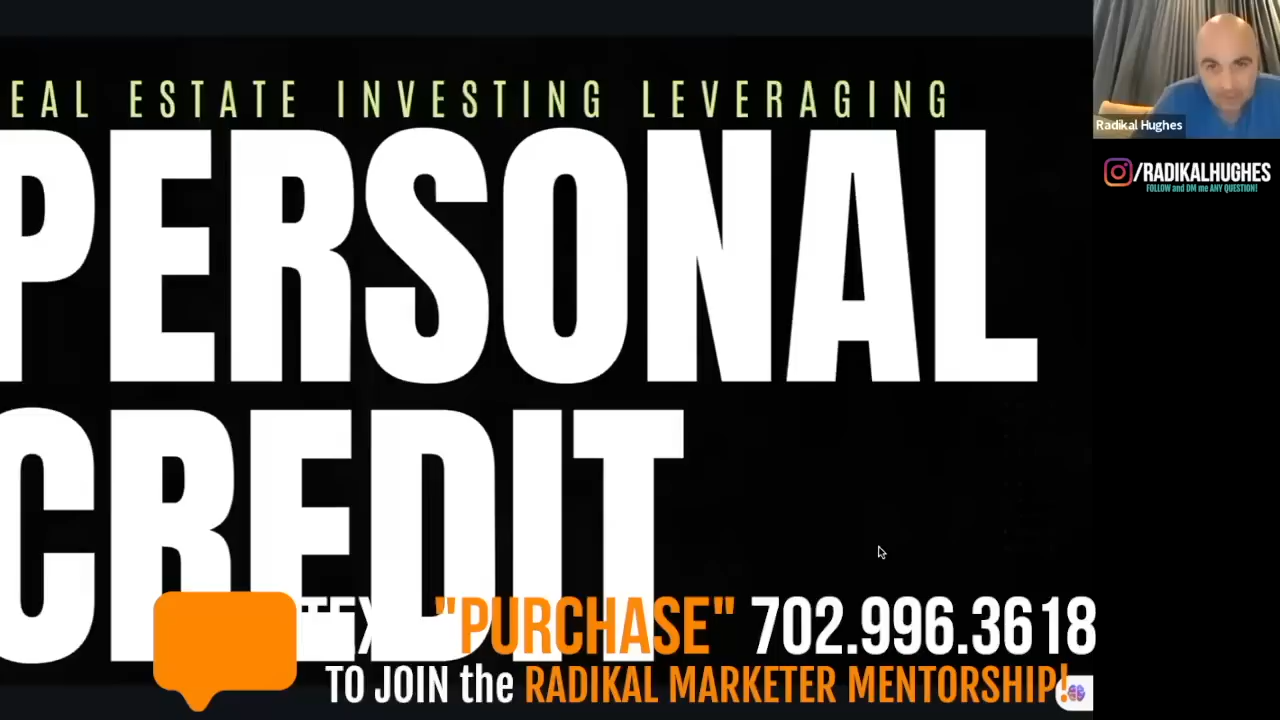 EAL ESTATE INVESTING LEVERAGING
PERSONAL
CREDIT
Radikal Hughes
/RADIKALHUGHES
FOLLOW and DM me ANY QUESTION!
TEXT "PURCHASE" 702.996.3618
TO JOIN the RADIKAL MARKETER MENTORSHIP!